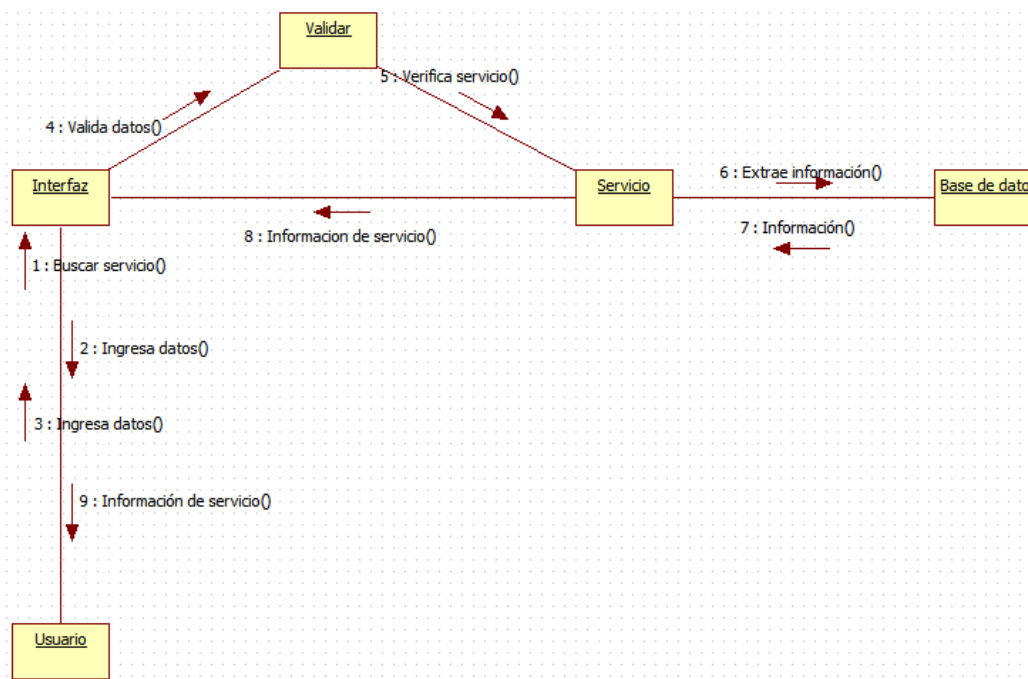 Validar
5 : Verifica servicio()
4 : Valida datos()
Interfaz
Servicio
6 : Extrae información()
Base de dato
8 : Informacion de servicio()
7 : Información()
1 : Buscar servicio()
2 : Ingresa datos()
3 : Ingresa datos()
9 : Información de servicio()
Usuario